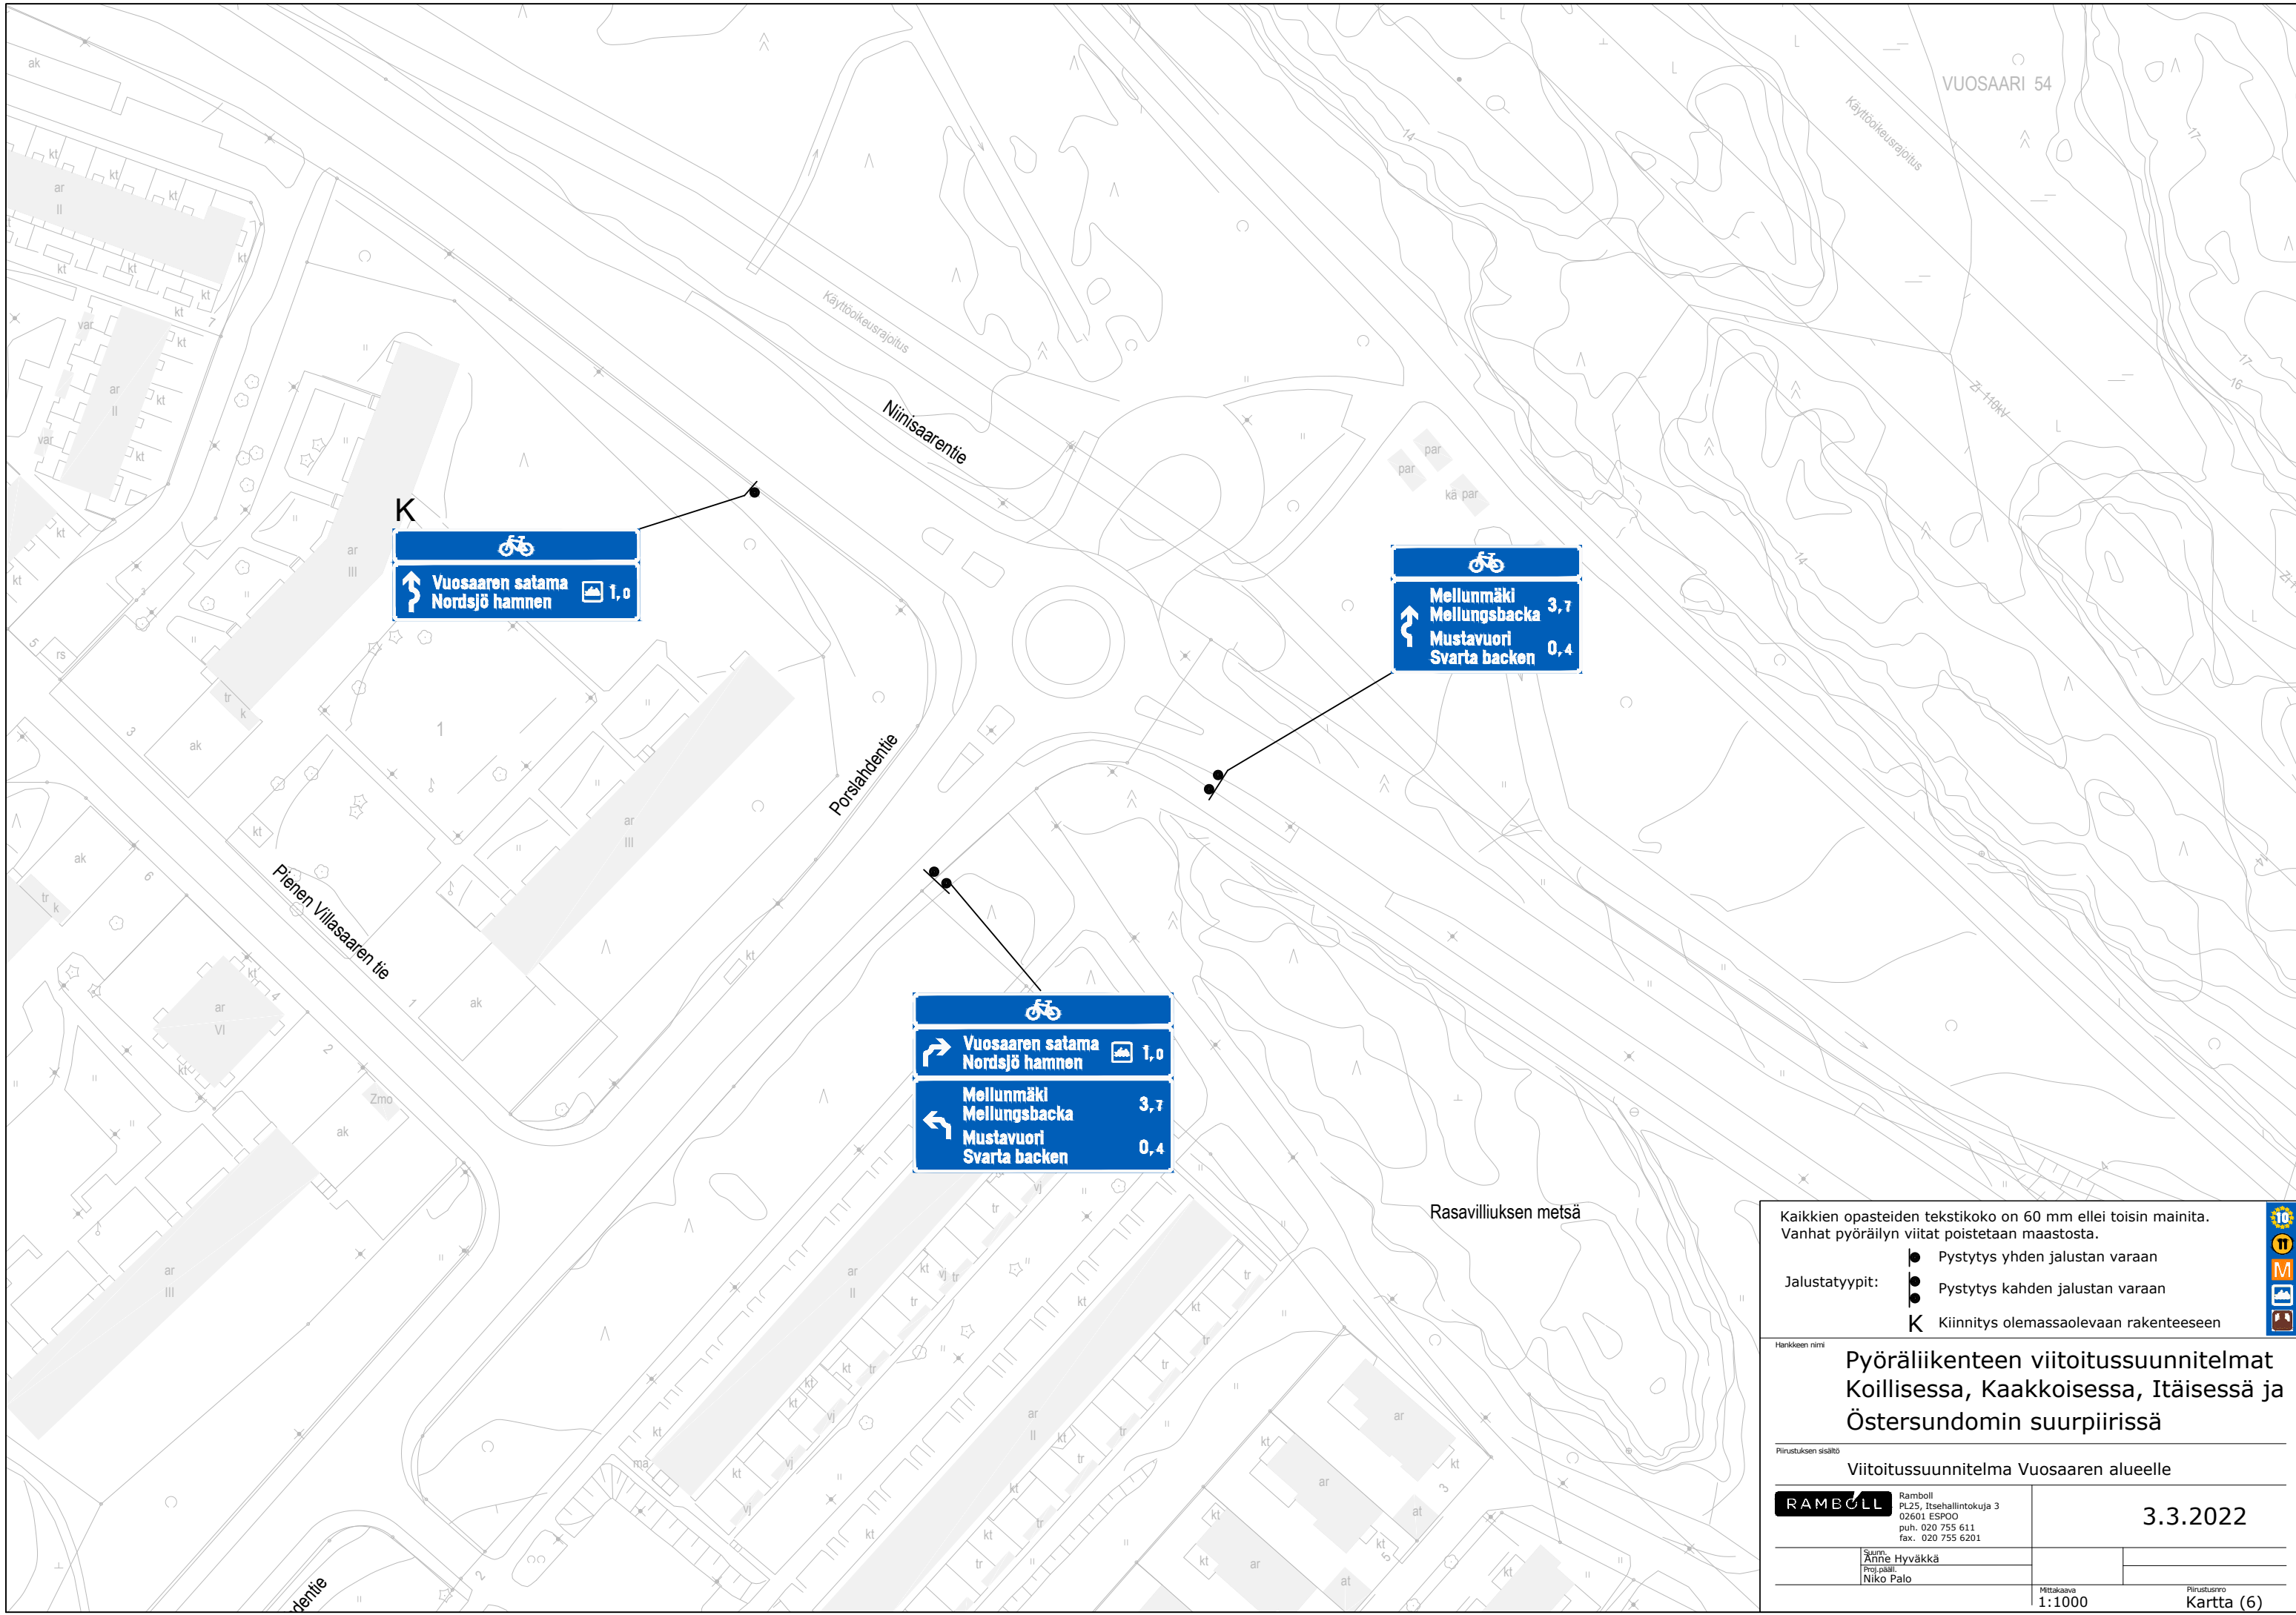 VUOSAARI 54
Käyttöoikeusrajoitus
Käyttöoikeusrajoitus
Zr 110kV
Niinisaarentie
K
Vuosaaren satama
Nordsjö hamnen
1,0
Mellunmäki
Mellungsbacka
3,7
Mustavuori
Svarta backen
0,4
Porslahdentie
Pienen Villasaaren tie
Vuosaaren satama
Nordsjö hamnen
1,0
Mellunmäki
Mellungsbacka
3,7
Mustavuori
Svarta backen
0,4
Rasavilliuksen metsä
dentie
Kaikkien opasteiden tekstikoko on 60 mm ellei toisin mainita.
Vanhat pyöräilyn viitat poistetaan maastosta.
Jalustatyypit:
Pystytys yhden jalustan varaan
Pystytys kahden jalustan varaan
K Kiinnitys olemassaolevaan rakenteeseen
10
M
Hankkeen nimi
Pyöräliikenteen viitoitussuunnitelmat
Koillisessa, Kaakkoisessa, Itäisessä ja
Östersundomin suurpiirissä
Piirustuksen sisältö
Viitoitussuunnitelma Vuosaaren alueelle
RAMBOLL
Ramboll
PL25, Itsehallintokuja 3
02601 ESPOO
puh. 020 755 611
fax. 020 755 6201
3.3.2022
Suunn.
Anne Hyväkkä
Proj.pääll.
Niko Palo
Mittakaava
1:1000
Piirustusnro
Kartta (6)